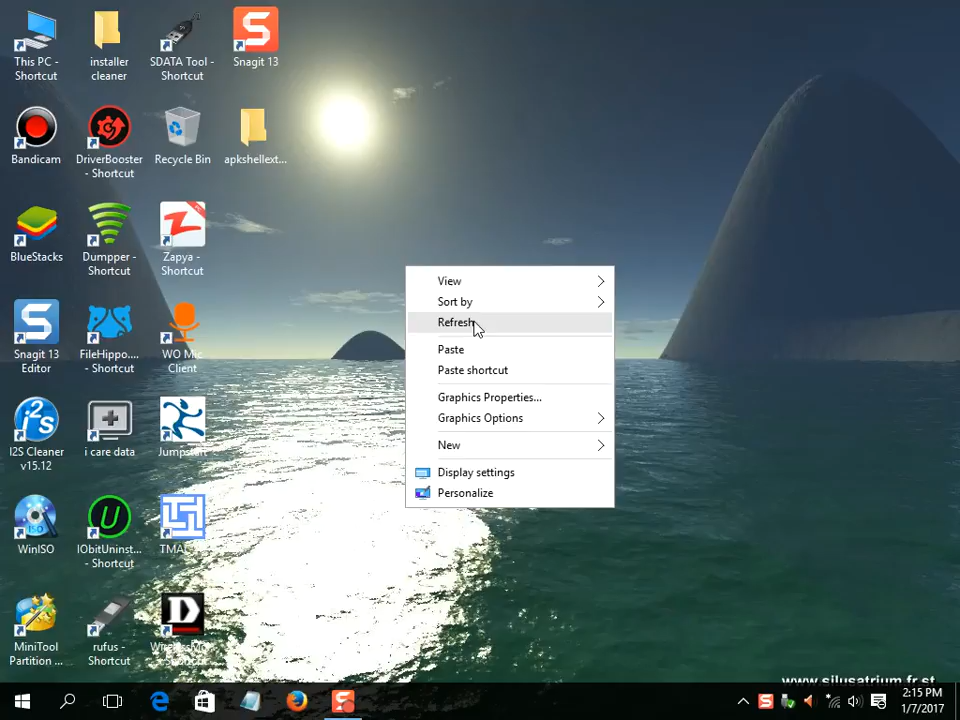 This PC -
Shortcut
installer
cleaner
SDATA Tool -
Shortcut
Snagit 13
Bandicam
DriverBooster
- Shortcut
Recycle Bin
apkshellext...
BlueStacks
Dumpper -
Shortcut
Zapya -
Shortcut
Snagit 13
Editor
FileHippo....
- Shortcut
WO Mic
Client
I2S Cleaner
v15.12
i care data
Jumpstart
WinISO
IObitUninst...
- Shortcut
MiniTool
Partition ...
rufus -
Shortcut
View
Sort by
Refresh
Paste
Paste shortcut
Graphics Properties...
Graphics Options
New
Display settings
Personalize
www.silusatrium.fr.st
2:15 PM
1/7/2017